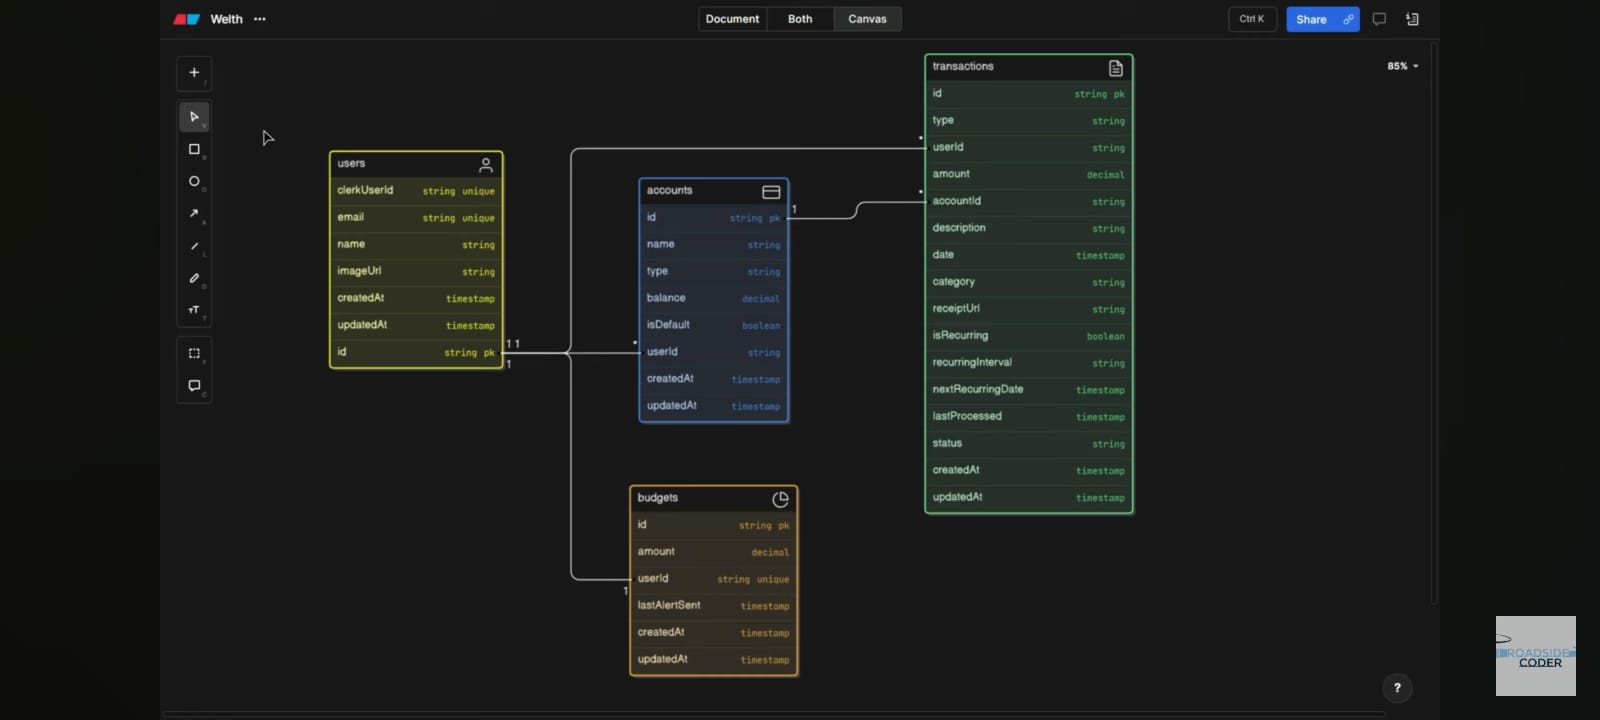 Welth •••
Document Both Canvas
Ctrl K
Share
85%
users
clerkUserId string unique
email string unique
name string
imageUrl string
createdAt timestamp
updatedAt timestamp
id string pk
1 1
1
accounts
id string pk
1
name string
type string
balance decimal
isDefault boolean
userId string
createdAt timestamp
updatedAt timestamp
budgets
id string pk
amount decimal
userId string unique
1
lastAlertSent timestamp
createdAt timestamp
updatedAt timestamp
transactions
id string pk
type string
userId string
amount decimal
accountId string
description string
date timestamp
category string
receiptUrl string
isRecurring boolean
recurringInterval string
nextRecurringDate timestamp
lastProcessed timestamp
status string
createdAt timestamp
updatedAt timestamp
TT
?
ROADSIDE
CODER